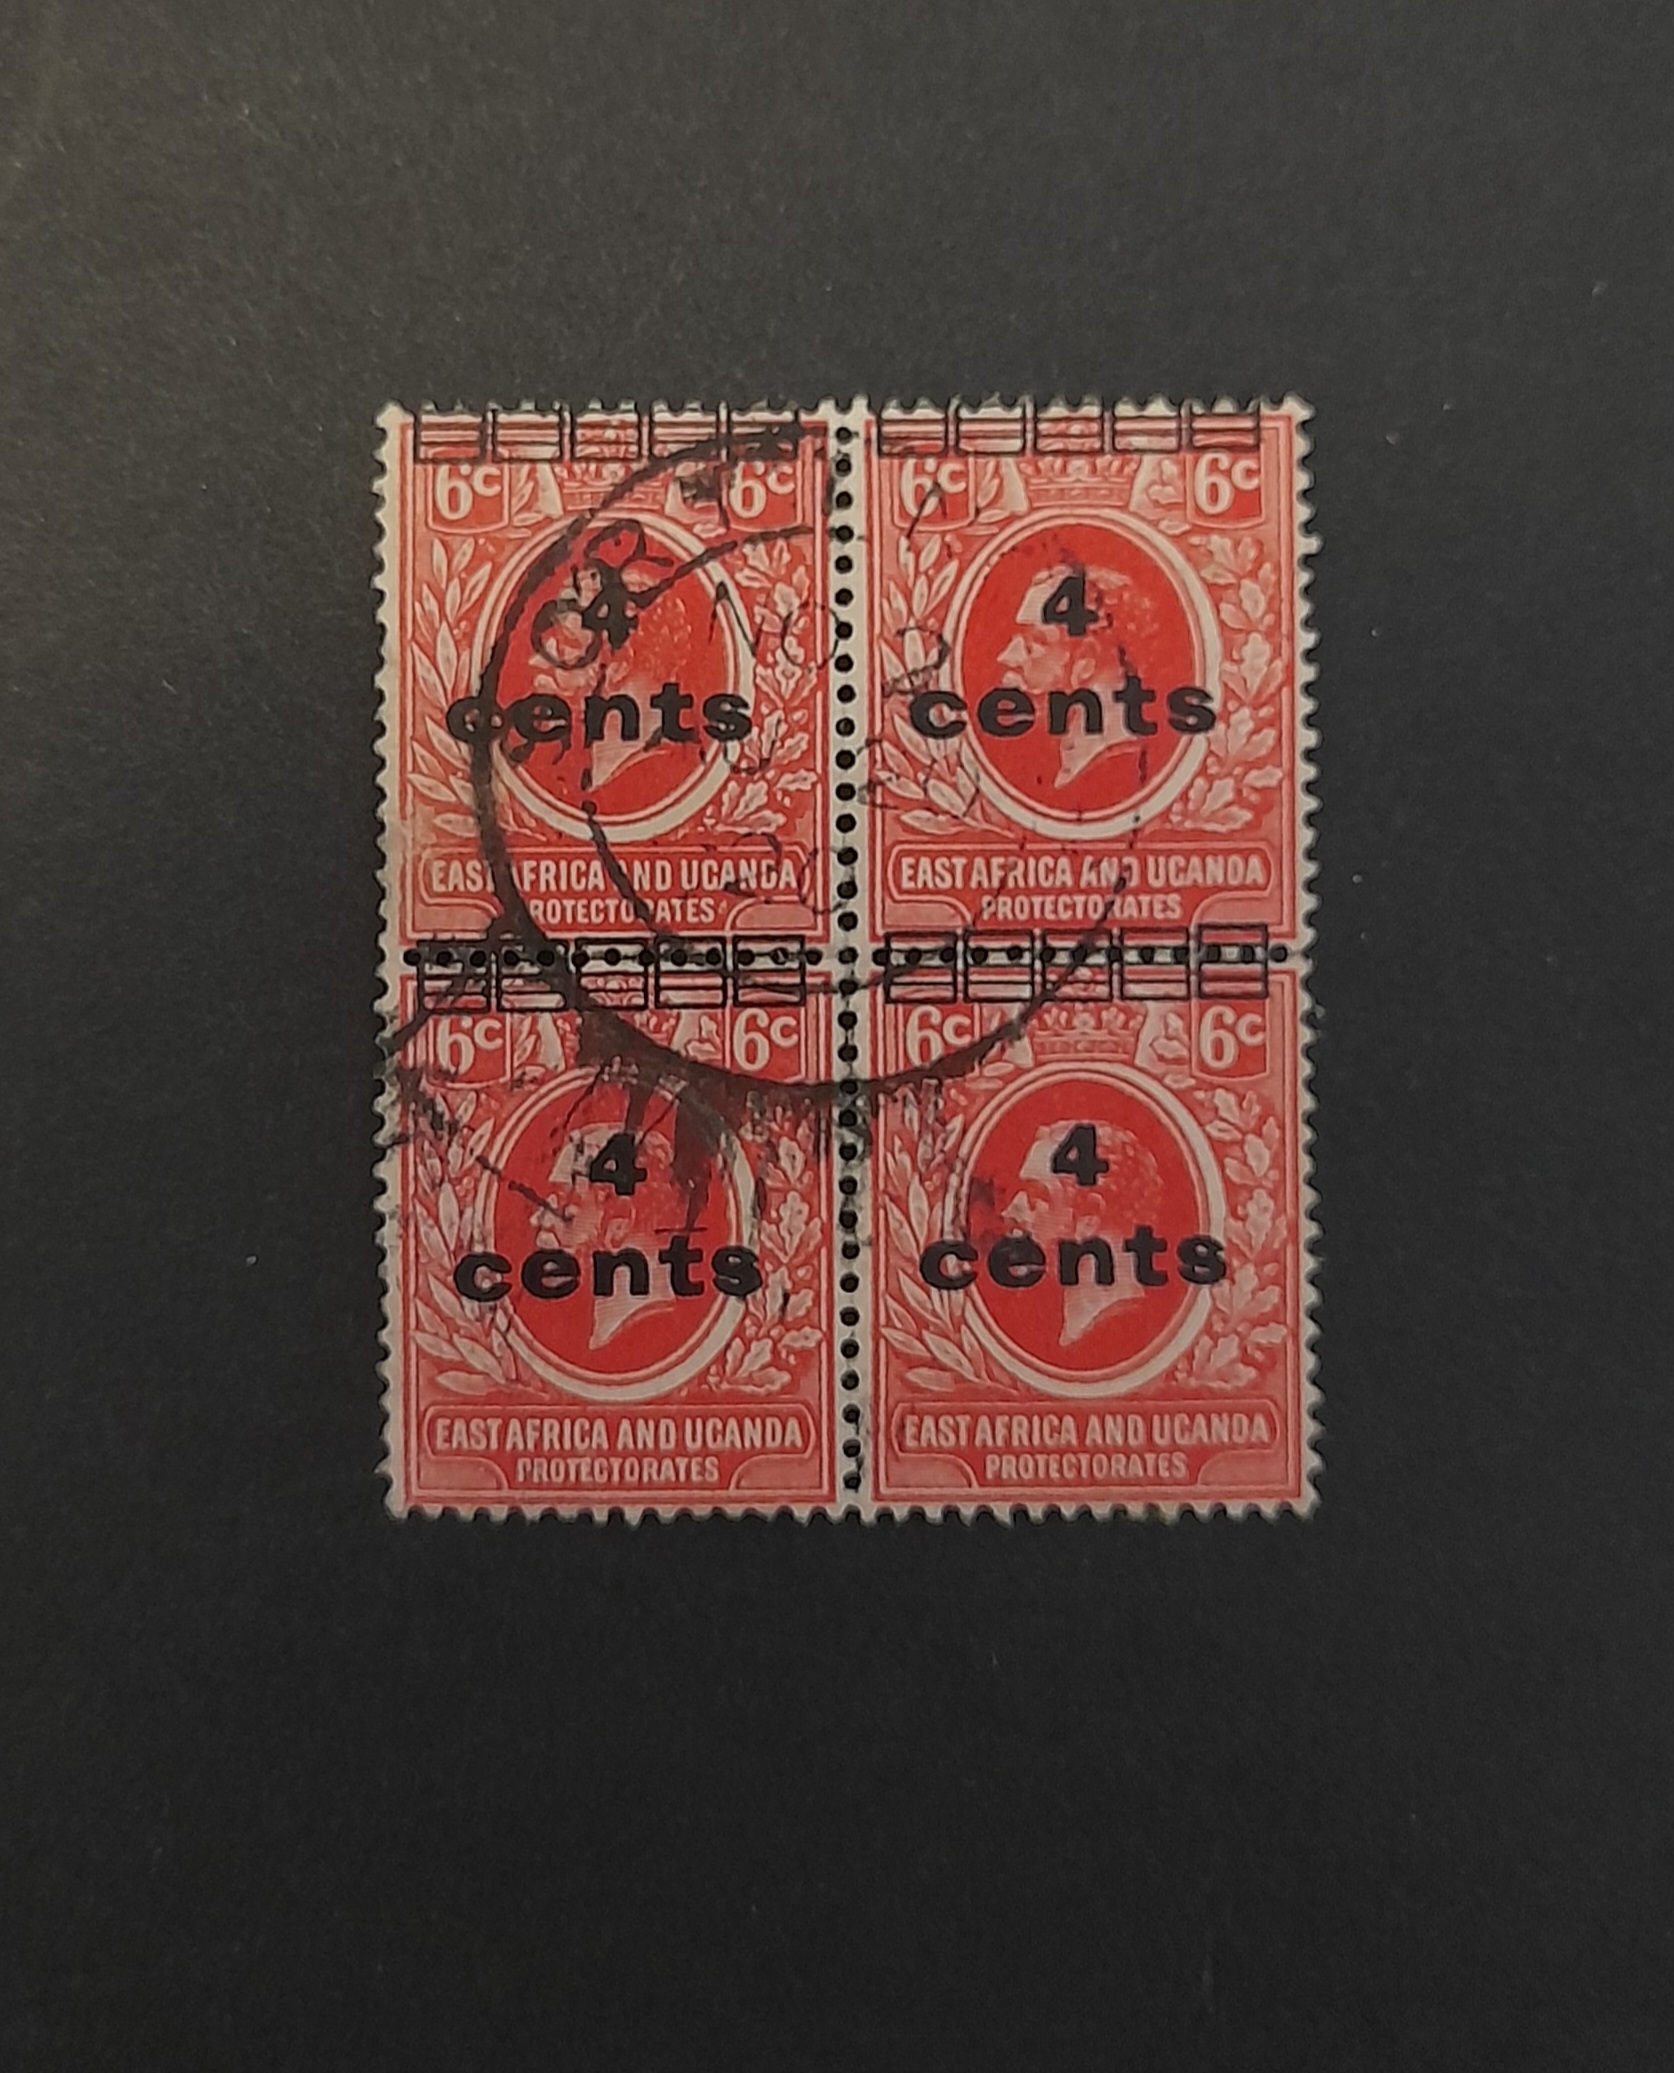 6c 6c 6c 6c
4 4
cents cents
EAST AFRICA AND UGANDA EAST AFRICA AND UGANDA
PROTECTORATES PROTECTORATES
6c 6c 6c 6c
4 4
cents cents
EAST AFRICA AND UGANDA EAST AFRICA AND UGANDA
PROTECTORATES PROTECTORATES